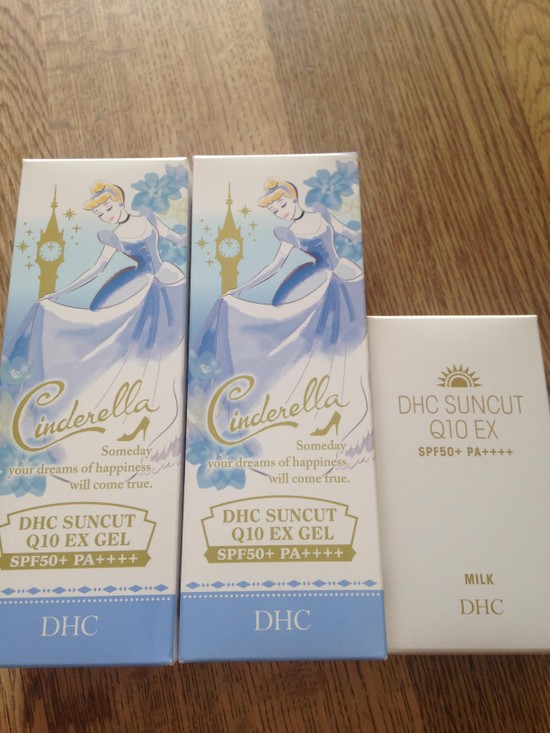 Cinderella
Someday
your dreams of happiness
will come true.
DHC SUNCUT
Q10 EX GEL
SPF50+ PA++++
DHC
Cinderella
Someday
your dreams of happiness
will come true.
DHC SUNCUT
Q10 EX GEL
SPF50+ PA++++
DHC
DHC SUNCUT
Q10 EX
SPF50+ PA++++
MILK
DHC